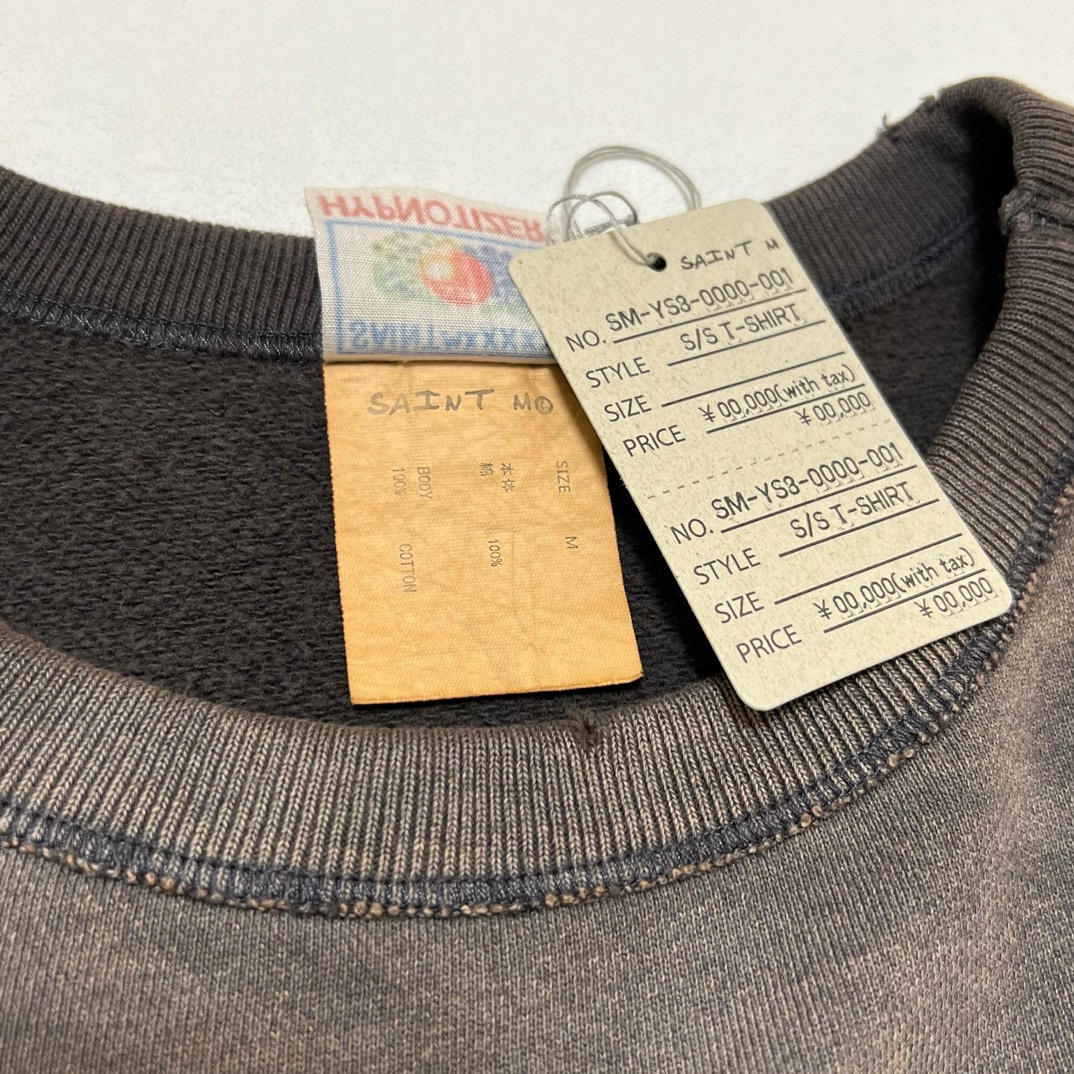 HYPNOTIZER
SAINT Mxxxxxx
SAINT M©
SIZE M
本体
綿 100%
BODY
100% COTTON
SAINT M
NO. SM-YS8-0000-001
STYLE S/S T-SHIRT
SIZE
PRICE ¥00,000(with tax)
¥00,000
NO. SM-YS8-0000-001
STYLE S/S T-SHIRT
SIZE
PRICE ¥00,000(with tax)
¥00,000